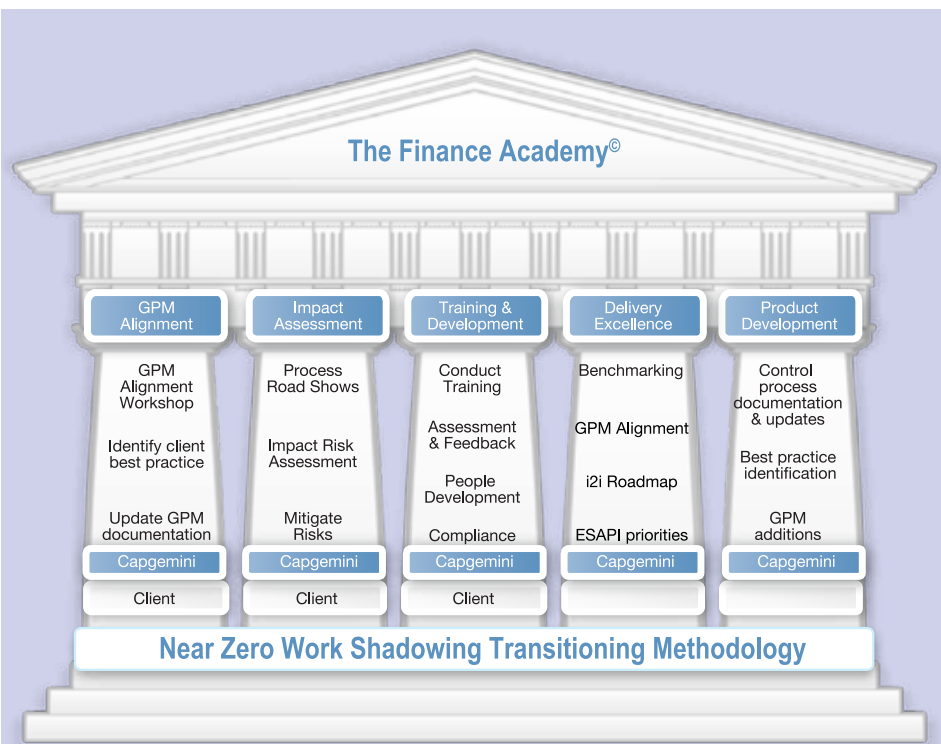 The Finance Academy©
GPM
Alignment
Impact
Assessment
Training &
Development
Delivery
Excellence
Product
Development
GPM
Alignment
Workshop
Identify client
best practice
Update GPM
documentation
Process
Road Shows
Impact Risk
Assessment
Mitigate
Risks
Conduct
Training
Assessment
& Feedback
People
Development
Compliance
Benchmarking
GPM Alignment
i2i Roadmap
ESAPI priorities
Control
process
documentation
& updates
Best practice
identification
GPM
additions
Capgemini
Capgemini
Capgemini
Capgemini
Capgemini
Client
Client
Client
Near Zero Work Shadowing Transitioning Methodology